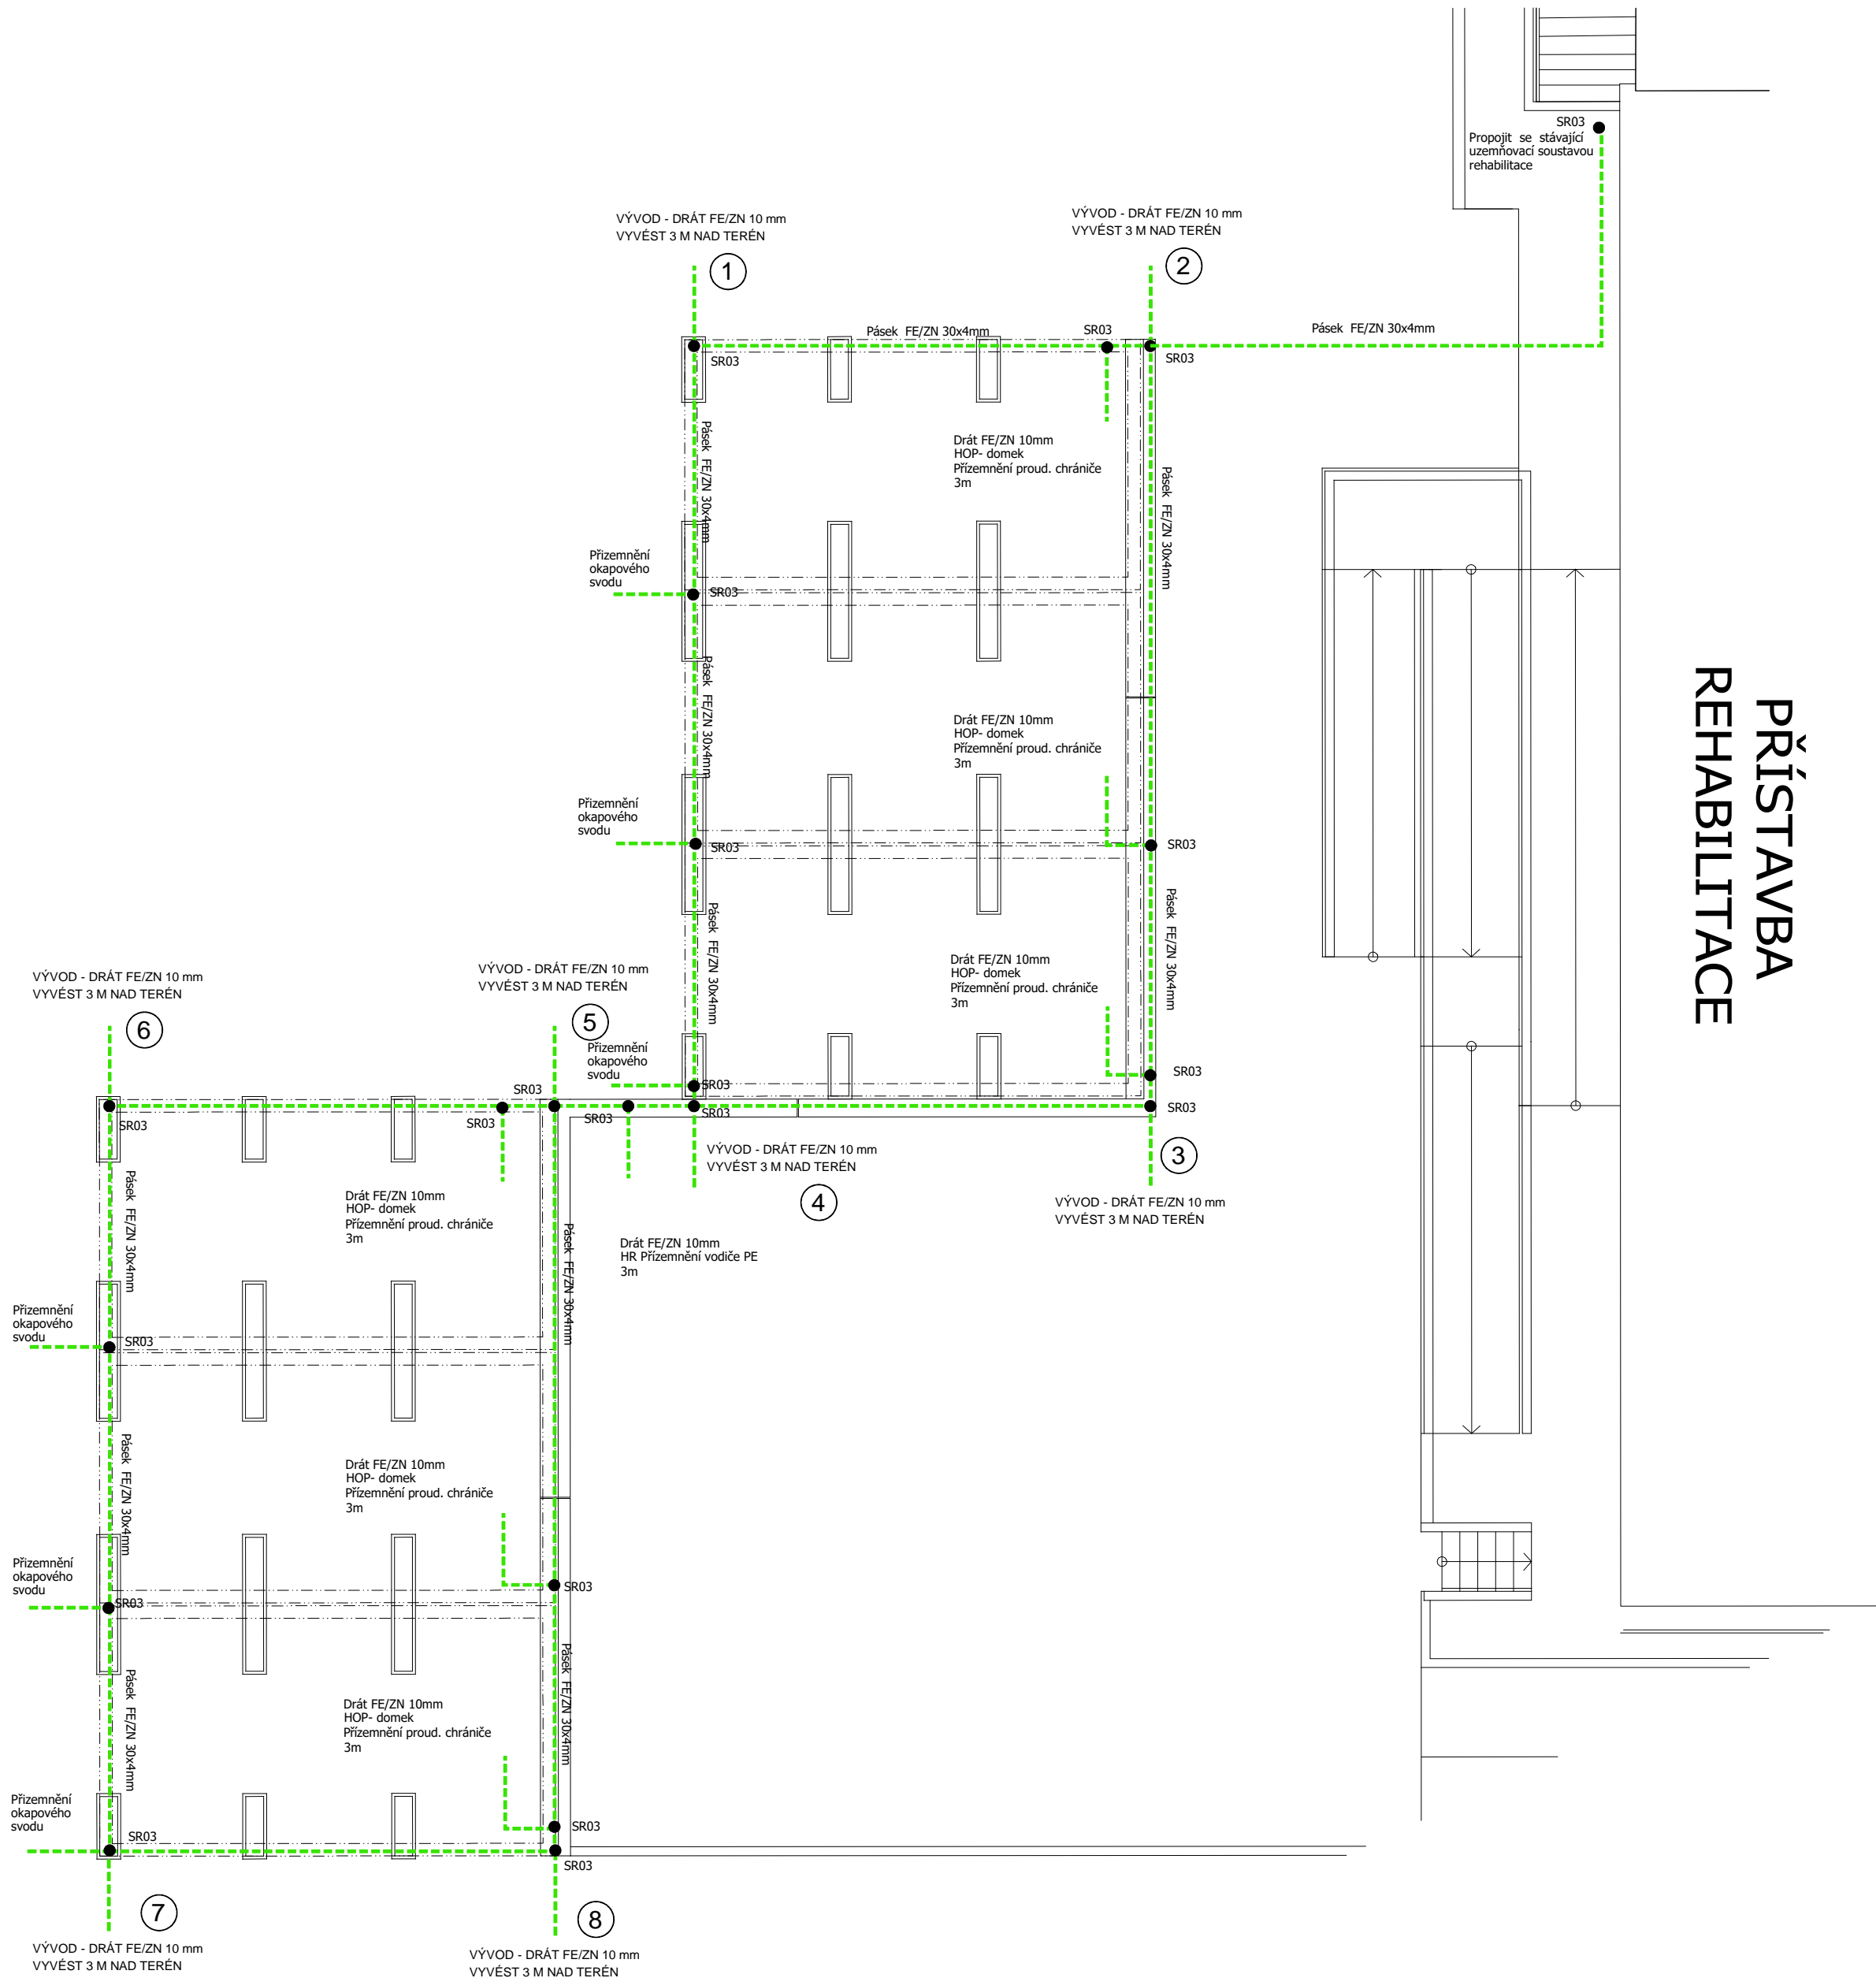 SR03
Propojit se stávající
uzemňovací soustavou
rehabilitace
VÝVOD - DRÁT FE/ZN 10 mm
VYVÉST 3 M NAD TERÉN
1
VÝVOD - DRÁT FE/ZN 10 mm
VYVÉST 3 M NAD TERÉN
2
Pásek FE/ZN 30x4mm
SR03
Pásek FE/ZN 30x4mm
SR03
SR03
Pásek FE/ZN 30x4mm
Drát FE/ZN 10mm
HOP- domek
Přízemnění proud. chrániče
3m
Pásek FE/ZN 30x4mm
Přizemnění
okapového
svodu
SR03
Pásek FE/ZN 30x4mm
Drát FE/ZN 10mm
HOP- domek
Přízemnění proud. chrániče
3m
PŘÍSTAVBA
REHABILITACE
Přizemnění
okapového
svodu
SR03
SR03
Pásek FE/ZN 30x4mm
Pásek FE/ZN 30x4mm
Drát FE/ZN 10mm
HOP- domek
Přízemnění proud. chrániče
3m
VÝVOD - DRÁT FE/ZN 10 mm
VYVÉST 3 M NAD TERÉN
6
VÝVOD - DRÁT FE/ZN 10 mm
VYVÉST 3 M NAD TERÉN
5
Přizemnění
okapového
svodu
SR03
SR03
SR03
SR03
SR03
SR03
SR03
SR03
VÝVOD - DRÁT FE/ZN 10 mm
VYVÉST 3 M NAD TERÉN
4
3
VÝVOD - DRÁT FE/ZN 10 mm
VYVÉST 3 M NAD TERÉN
Pásek FE/ZN 30x4mm
Drát FE/ZN 10mm
HOP- domek
Přízemnění proud. chrániče
3m
Pásek FE/ZN 30x4mm
Drát FE/ZN 10mm
HR Přízemnění vodiče PE
3m
Přizemnění
okapového
svodu
SR03
Pásek FE/ZN 30x4mm
Drát FE/ZN 10mm
HOP- domek
Přízemnění proud. chrániče
3m
Přizemnění
okapového
svodu
SR03
SR03
Pásek FE/ZN 30x4mm
Pásek FE/ZN 30x4mm
Drát FE/ZN 10mm
HOP- domek
Přízemnění proud. chrániče
3m
Přizemnění
okapového
svodu
SR03
SR03
SR03
7
VÝVOD - DRÁT FE/ZN 10 mm
VYVÉST 3 M NAD TERÉN
8
VÝVOD - DRÁT FE/ZN 10 mm
VYVÉST 3 M NAD TERÉN